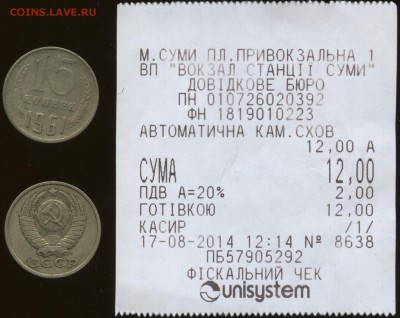 COINS.LAVE.RU
15
КОПЕЕК
1961
СССР
М.СУМИ ПЛ.ПРИВОКЗАЛЬНА 1
ВП "ВОКЗАЛ СТАНЦІЇ СУМИ"
ДОВІДКОВЕ БЮРО
ПН 010726020392
ФН 1819010223
АВТОМАТИЧНА КАМ.СХОВ
12,00 А
СУМА 12,00
ПДВ А=20% 2,00
ГОТІВКОЮ 12,00
КАСИР /1/
17-08-2014 12:14 № 8638
ПБ57905292
ФІСКАЛЬНИЙ ЧЕК
unisystem